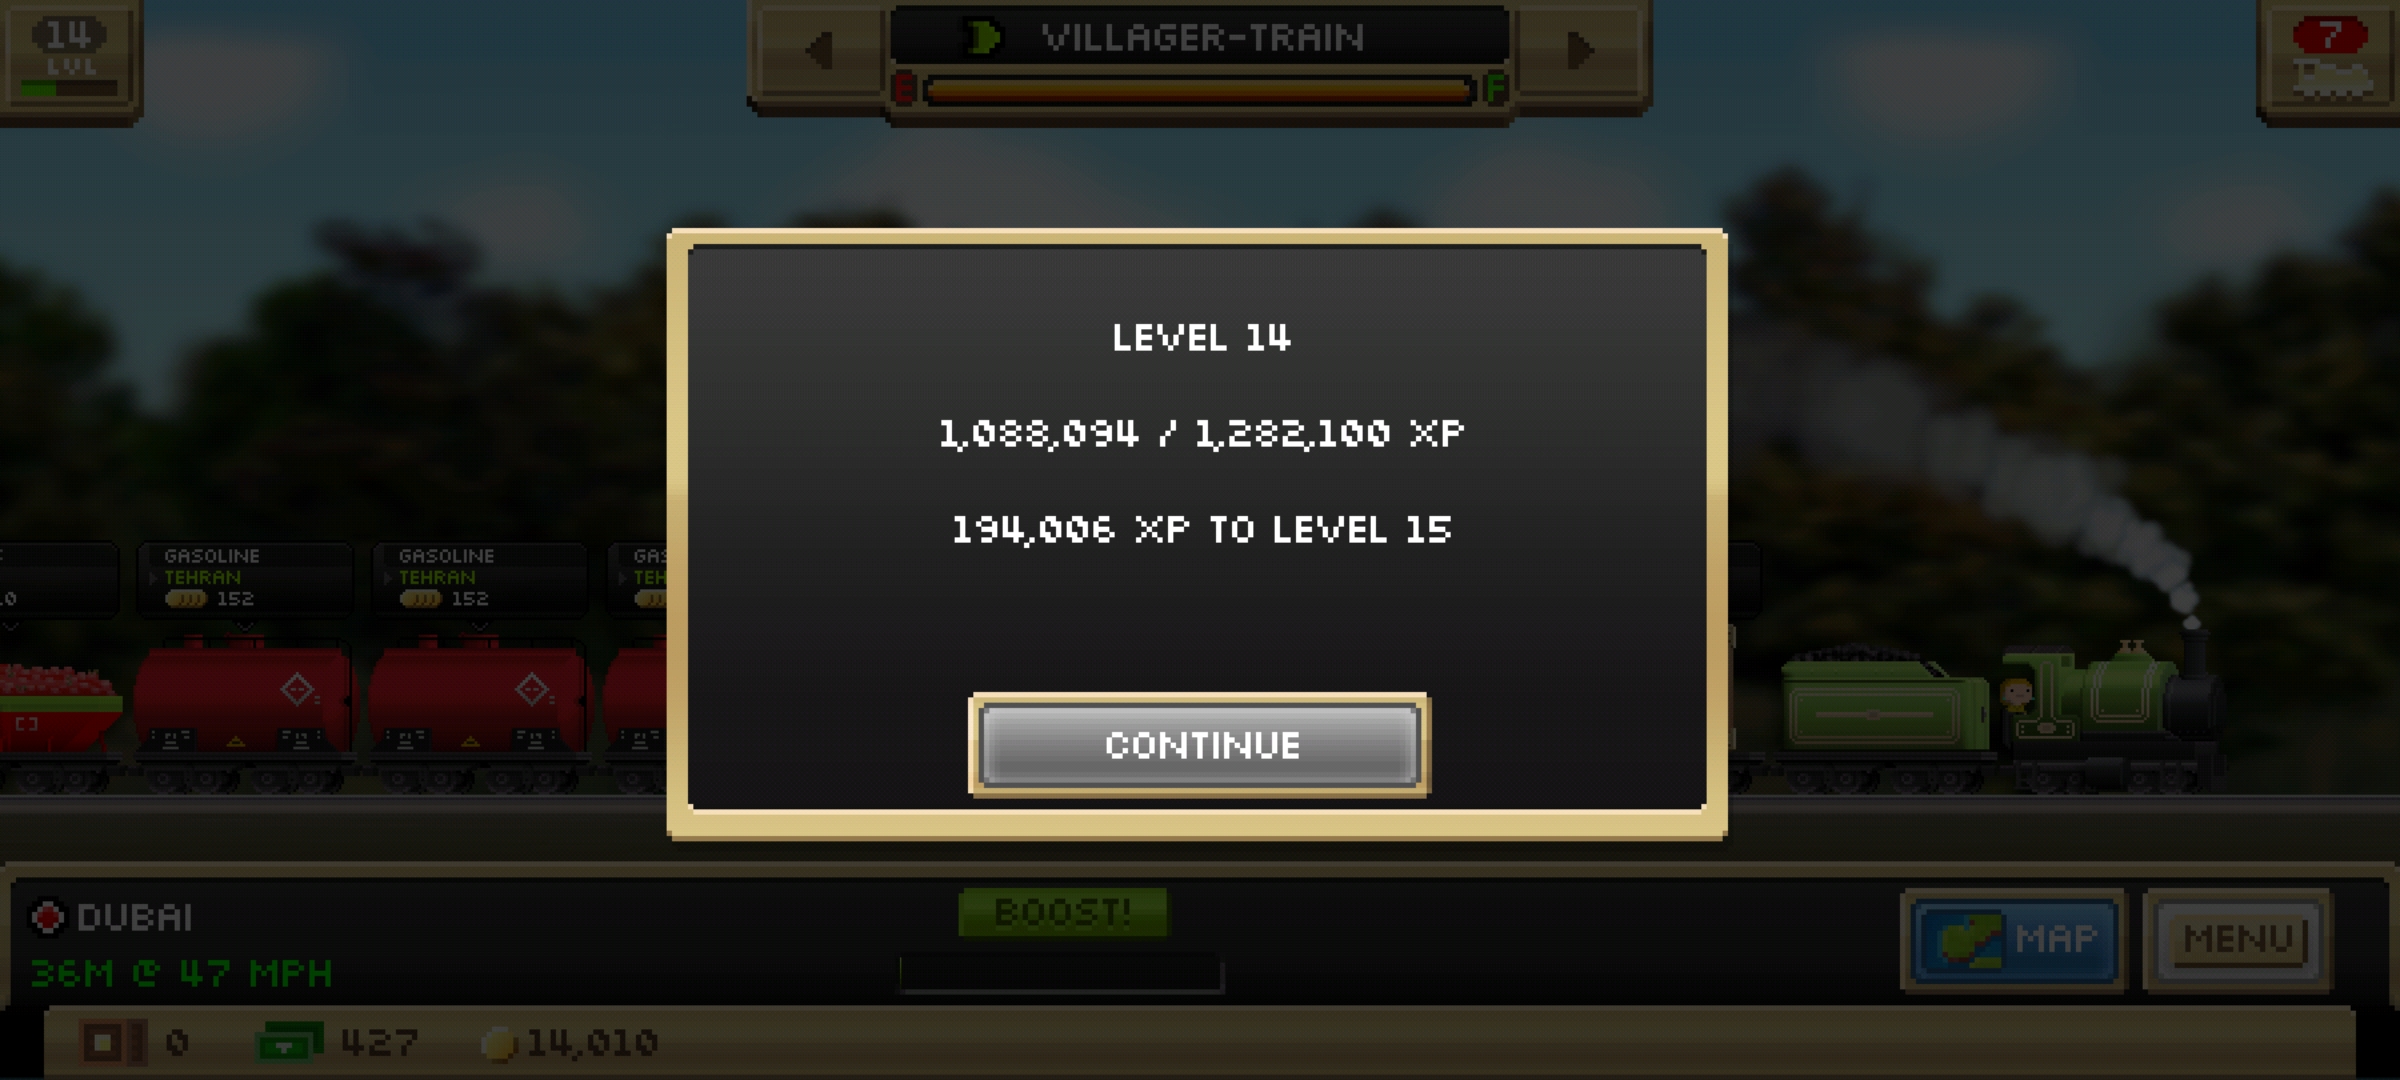 14
LVL
VILLAGER-TRAIN
E F
7
LEVEL 14
1,088,094 / 1,282,100 XP
194,006 XP TO LEVEL 15
CONTINUE
GASOLINE
TEHRAN
152
GASOLINE
TEHRAN
152
DUBAI
36M @ 47 MPH
BOOST!
MAP
MENU
0
427
14,010